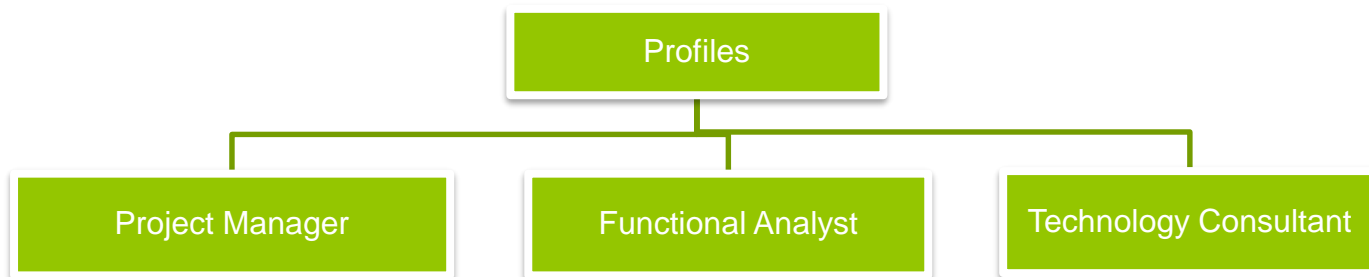 Profiles
Project Manager
Functional Analyst
Technology Consultant